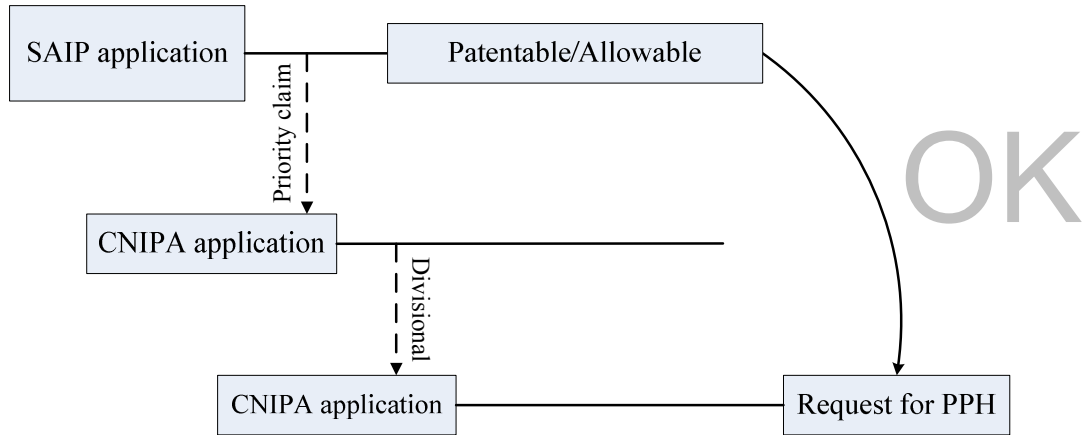 SAIP application
Patentable/Allowable
Priority claim
OK
CNIPA application
Divisional
CNIPA application
Request for PPH